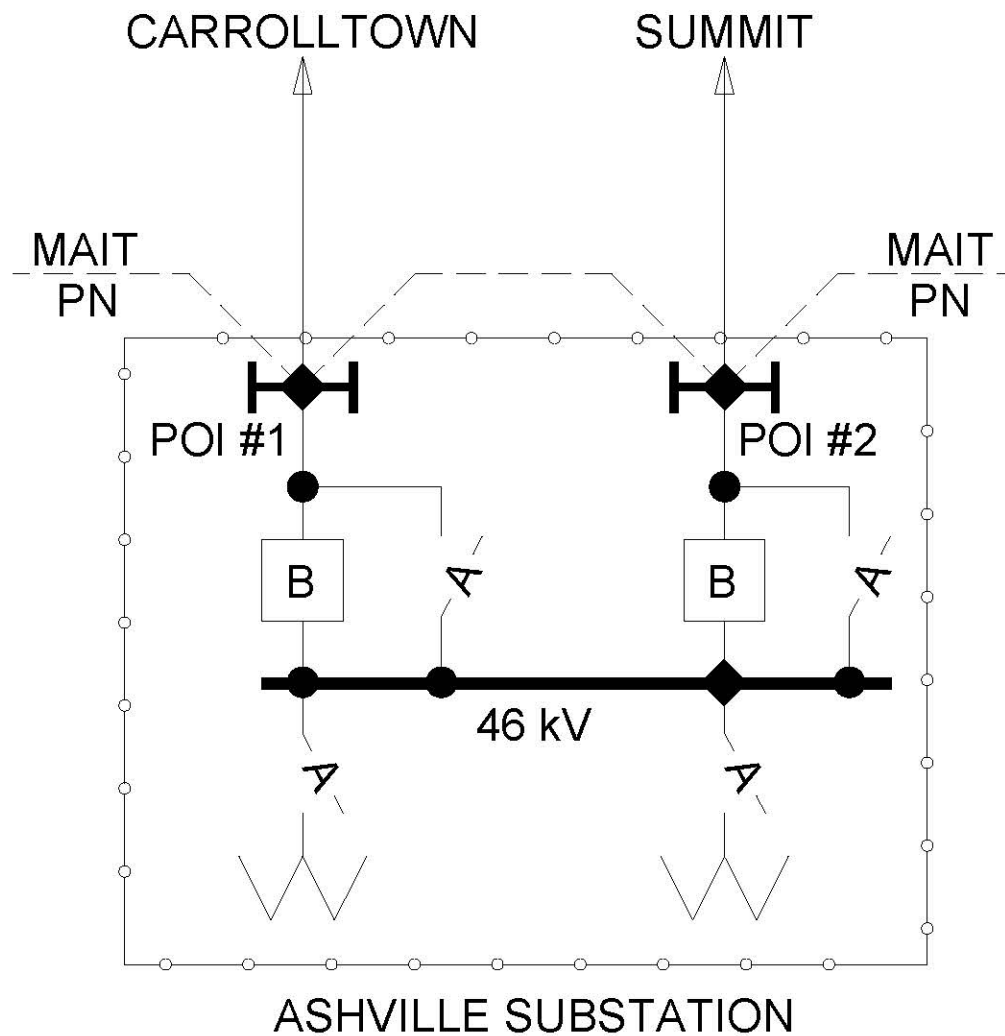 CARROLLTOWN
SUMMIT
MAIT
PN
MAIT
PN
POI #1
POI #2
B
A
B
A
46 kV
A
A
ASHVILLE SUBSTATION